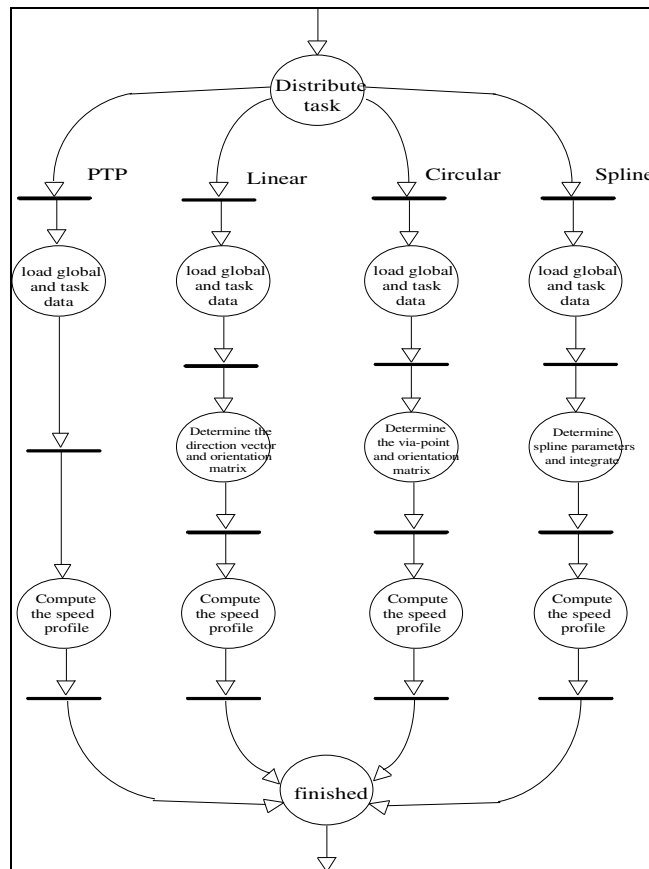 Distribute
task
PTP
Linear
Circular
Spline
load global
and task
data
load global
and task
data
load global
and task
data
load global
and task
data
Determine the
direction vector
and orientation
matrix
Determine
the via-point
and orientation
matrix
Determine
spline parameters
and integrate
Compute
the speed
profile
Compute
the speed
profile
Compute
the speed
profile
Compute
the speed
profile
finished